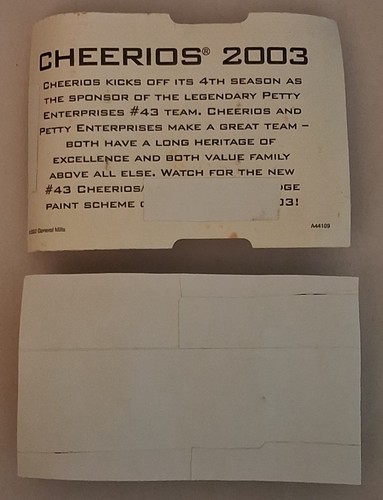 CHEERIOS® 2003
CHEERIOS KICKS OFF ITS 4TH SEASON AS
THE SPONSOR OF THE LEGENDARY PETTY
ENTERPRISES #43 TEAM. CHEERIOS AND
PETTY ENTERPRISES MAKE A GREAT TEAM –
BOTH HAVE A LONG HERITAGE OF
EXCELLENCE AND BOTH VALUE FAMILY
ABOVE ALL ELSE. WATCH FOR THE NEW
#43 CHEERIOS/ DGE
PAINT SCHEME 03!
General Mills A44109